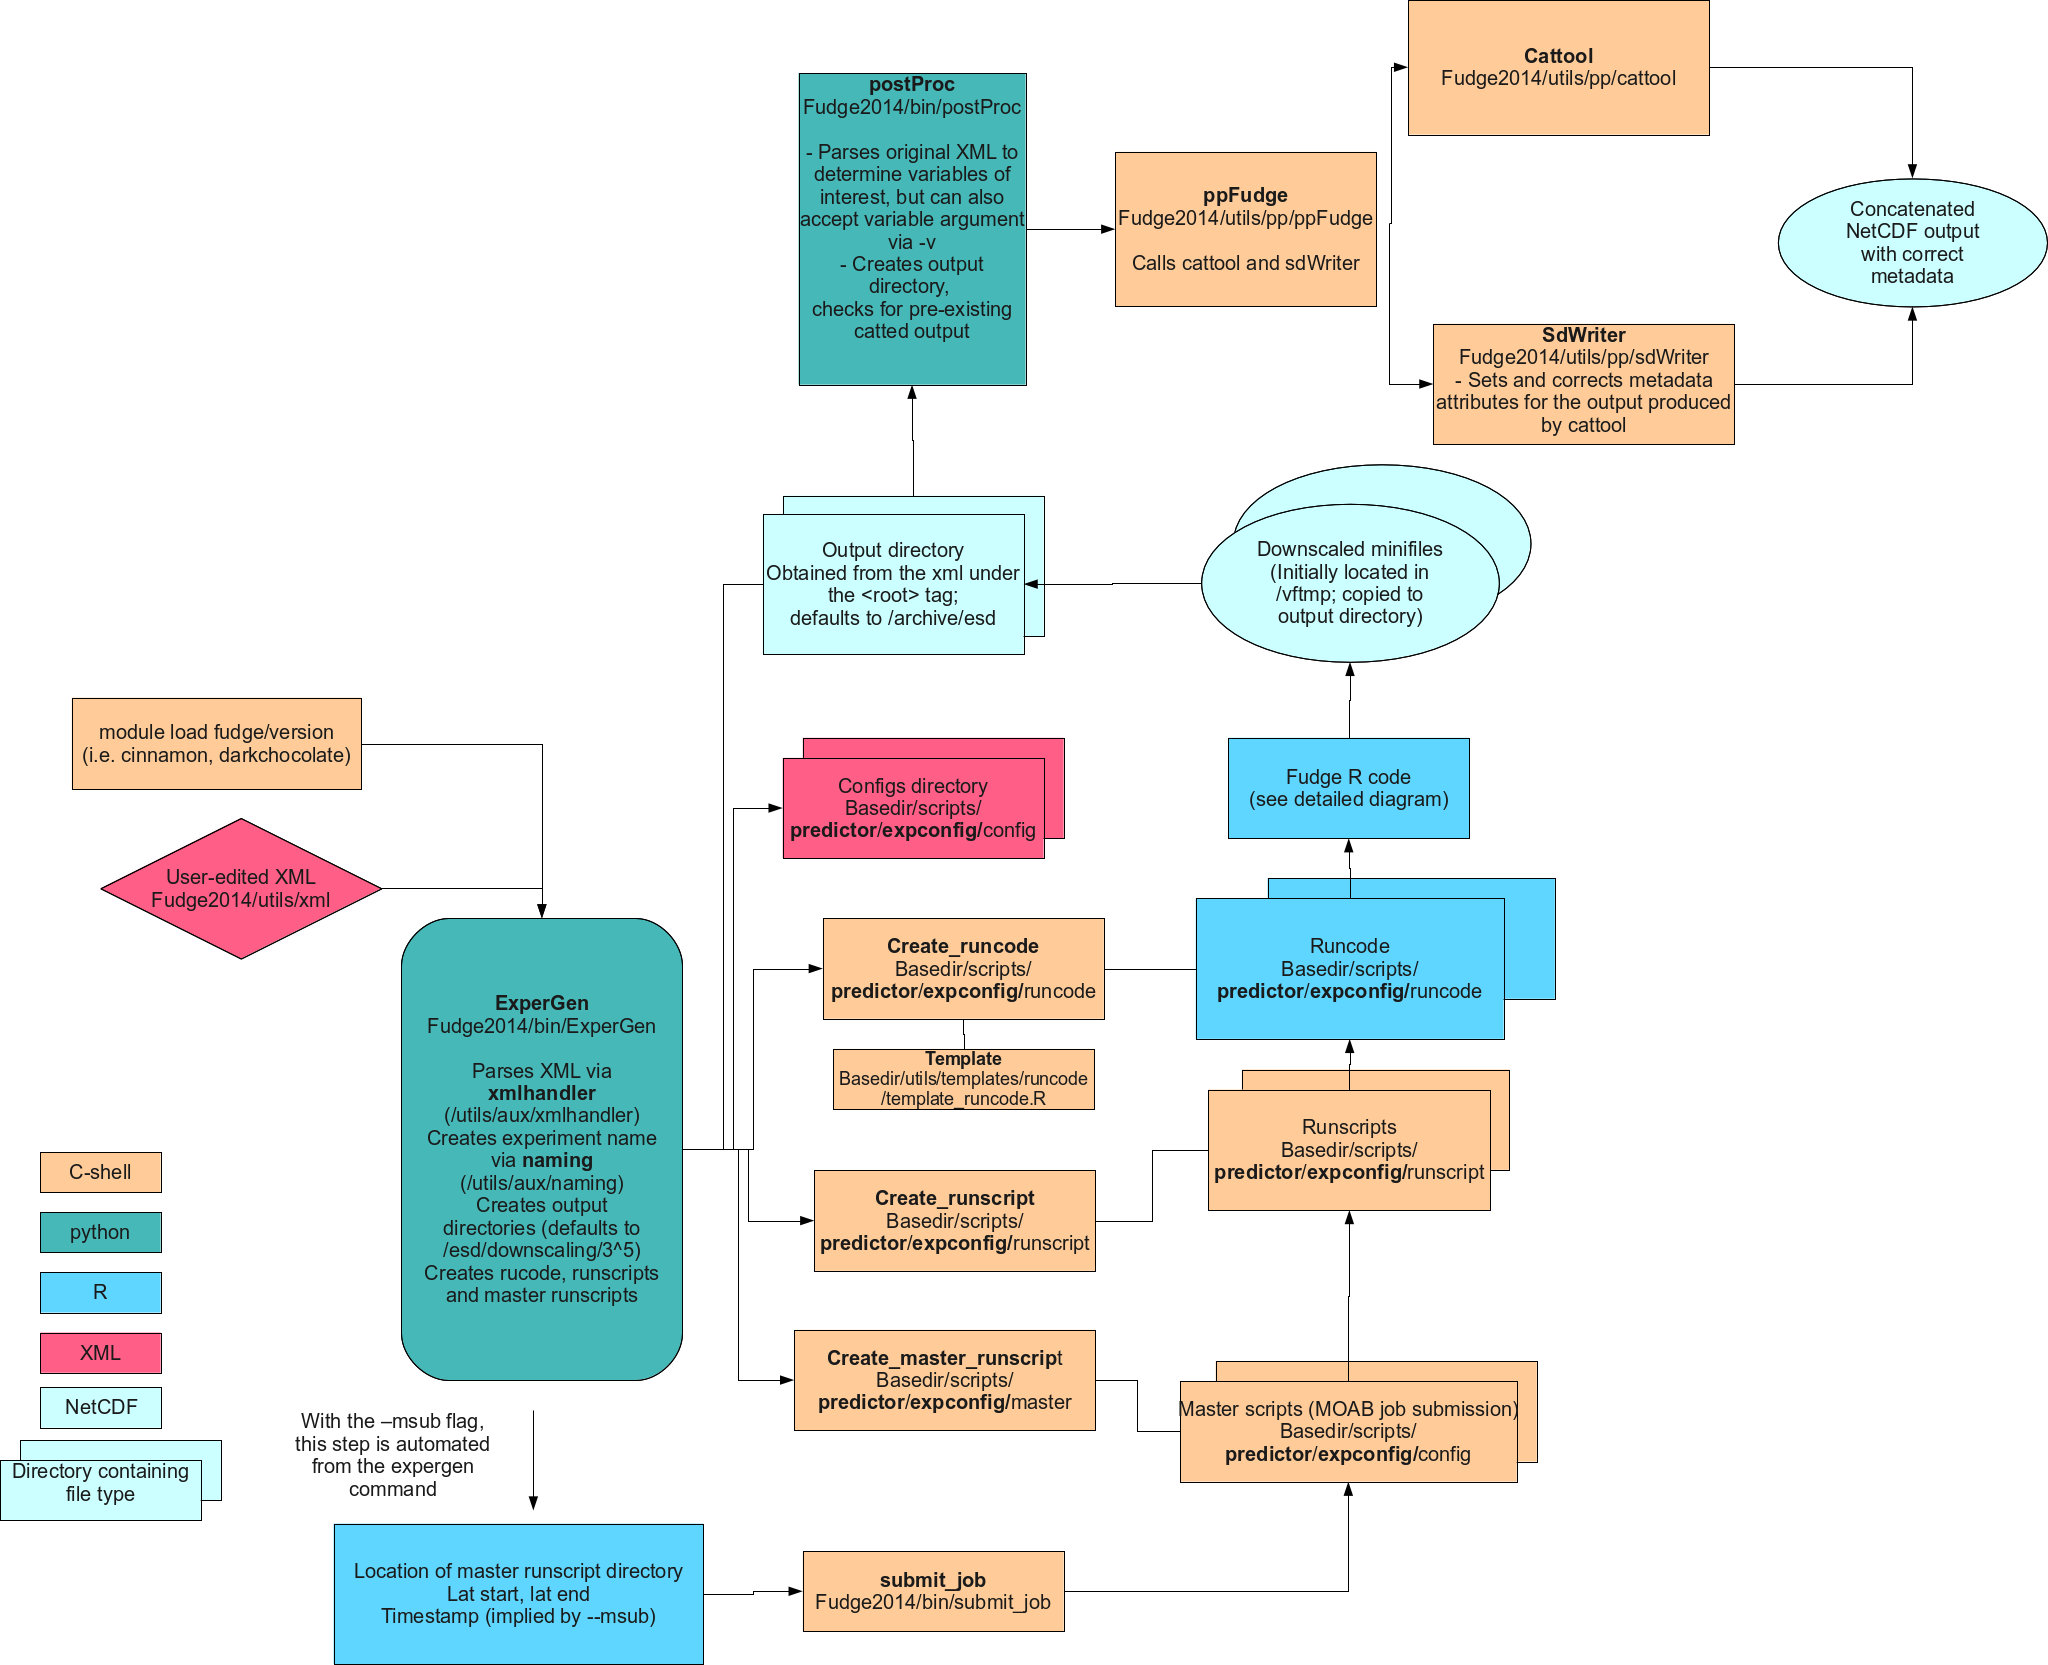 Cattool
Fudge2014/utils/pp/cattool
postProc
Fudge2014/bin/postProc
- Parses original XML to
determine variables of
interest, but can also
accept variable argument
via -v
- Creates output
directory,
checks for pre-existing
catted output
ppFudge
Fudge2014/utils/pp/ppFudge
Calls cattool and sdWriter
Concatenated
NetCDF output
with correct
metadata
SdWriter
Fudge2014/utils/pp/sdWriter
- Sets and corrects metadata
attributes for the output produced
by cattool
Output directory
Obtained from the xml under
the <root> tag;
defaults to /archive/esd
Downscaled minifiles
(Initially located in
/vftmp; copied to
output directory)
module load fudge/version
(i.e. cinnamon, darkchocolate)
User-edited XML
Fudge2014/utils/xml
Configs directory
Basedir/scripts/
predictor/expconfig/config
Fudge R code
(see detailed diagram)
ExperGen
Fudge2014/bin/ExperGen
Parses XML via
xmlhandler
(/utils/aux/xmlhandler)
Creates experiment name
via naming
(/utils/aux/naming)
Creates output
directories (defaults to
/esd/downscaling/3^5)
Creates rucode, runscripts
and master runscripts
Create_runcode
Basedir/scripts/
predictor/expconfig/runcode
Template
Basedir/utils/templates/runcode
/template_runcode.R
Runcode
Basedir/scripts/
predictor/expconfig/runcode
Runscripts
Basedir/scripts/
predictor/expconfig/runscript
Create_runscript
Basedir/scripts/
predictor/expconfig/runscript
Create_master_runscript
Basedir/scripts/
predictor/expconfig/master
Master scripts (MOAB job submission)
Basedir/scripts/
predictor/expconfig/config
C-shell
python
R
XML
NetCDF
Directory containing
file type
With the –msub flag,
this step is automated
from the expergen
command
Location of master runscript directory
Lat start, lat end
Timestamp (implied by --msub)
submit_job
Fudge2014/bin/submit_job